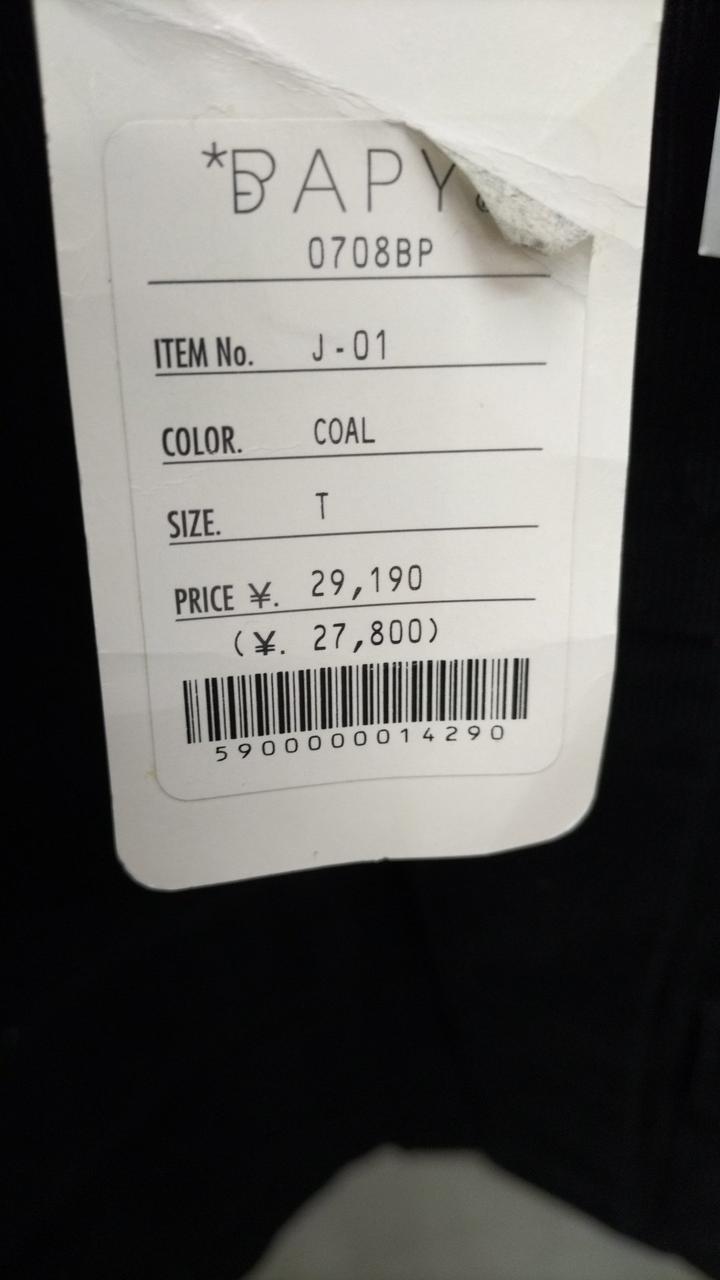 *BAPY
0708BP
ITEM No. J-01
COLOR. COAL
SIZE. T
PRICE ¥. 29,190
(¥. 27,800)
5900000014290